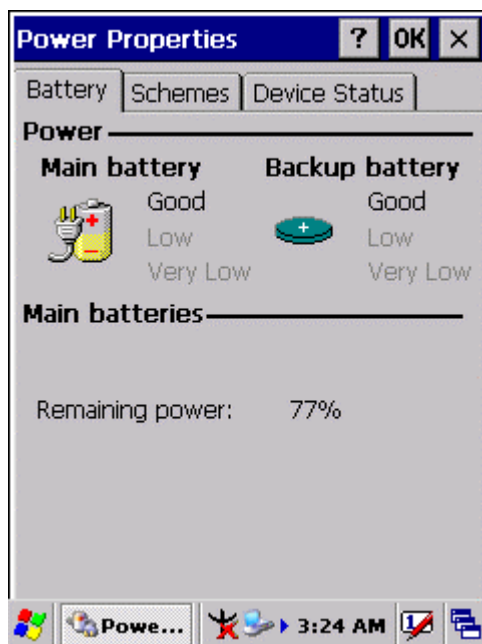 Power Properties ? OK ×
Battery Schemes Device Status
Power
Main battery Backup battery
Good Good
Low Low
Very Low Very Low
Main batteries
Remaining power: 77%
Powe... 3:24 AM